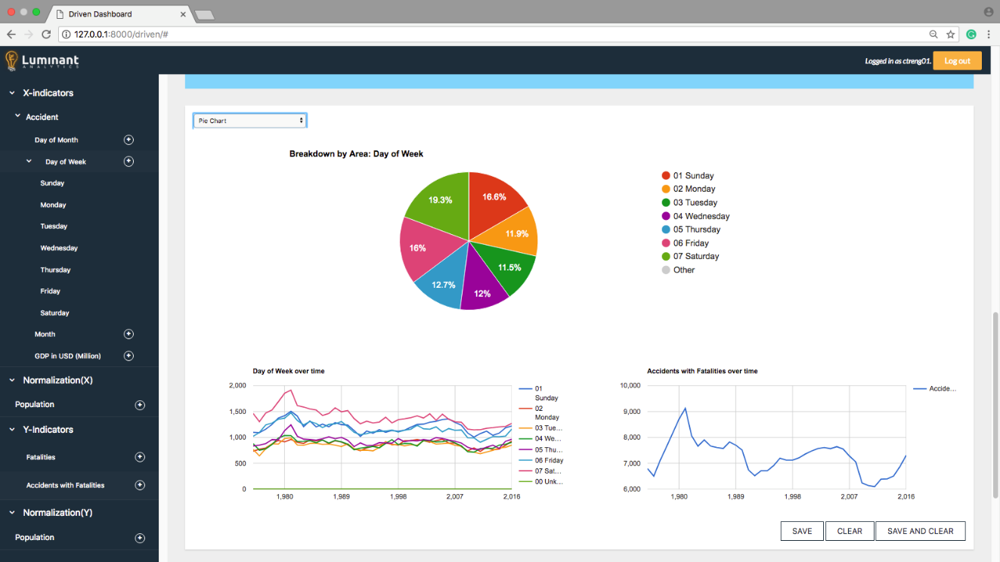 Driven Dashboard
127.0.0.1:8000/driven/#
Luminant
ANALYTICS
Logged in as ctreng01.
Log out
X-indicators
Accident
Day of Month
Day of Week
Sunday
Monday
Tuesday
Wednesday
Thursday
Friday
Saturday
Month
GDP in USD (Million)
Normalization(X)
Population
Y-Indicators
Fatalities
Accidents with Fatalities
Normalization(Y)
Population
Pie Chart
Breakdown by Area: Day of Week
16.6%
11.9%
11.5%
12%
12.7%
16%
19.3%
01 Sunday
02 Monday
03 Tuesday
04 Wednesday
05 Thursday
06 Friday
07 Saturday
Other
Day of Week over time
2,000
1,500
1,000
500
0
1,980
1,989
1,998
2,007
2,016
01
Sunday
02
Monday
03 Tue...
04 We...
05 Thu...
06 Friday
07 Sat...
00 Unk...
Accidents with Fatalities over time
10,000
9,000
8,000
7,000
6,000
1,980
1,989
1,998
2,007
2,016
Accide...
SAVE
CLEAR
SAVE AND CLEAR